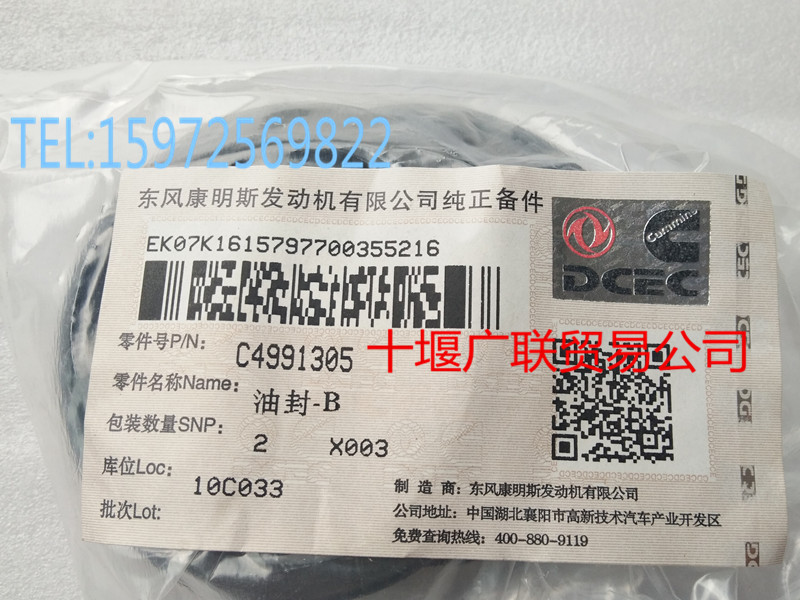 TEL:15972569822
东风康明斯发动机有限公司纯正备件
EK07K1615797700355216
Cummins
DCEC
零件号P/N: C4991305
十堰广联贸易公司
零件名称Name: 油封-B
包装数量SNP: 2 X003
库位Loc: 10C033
批次Lot:
制 造 商: 东风康明斯发动机有限公司
公司地址: 中国湖北襄阳市高新技术汽车产业开发区
免费查询热线: 400-880-9119